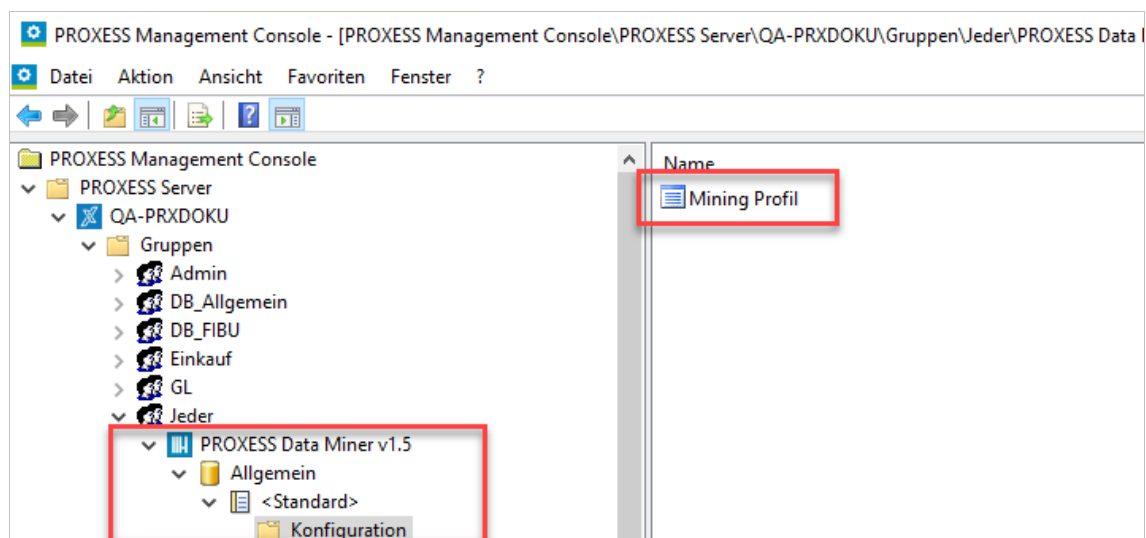 PROXESS Management Console - [PROXESS Management Console\PROXESS Server\QA-PRXDOKU\Gruppen\Jeder\PROXESS Data
Datei Aktion Ansicht Favoriten Fenster ?
PROXESS Management Console
PROXESS Server
QA-PRXDOKU
Gruppen
Admin
DB_Allgemein
DB_FIBU
Einkauf
GL
Jeder
PROXESS Data Miner v1.5
Allgemein
<Standard>
Konfiguration
Name
Mining Profil